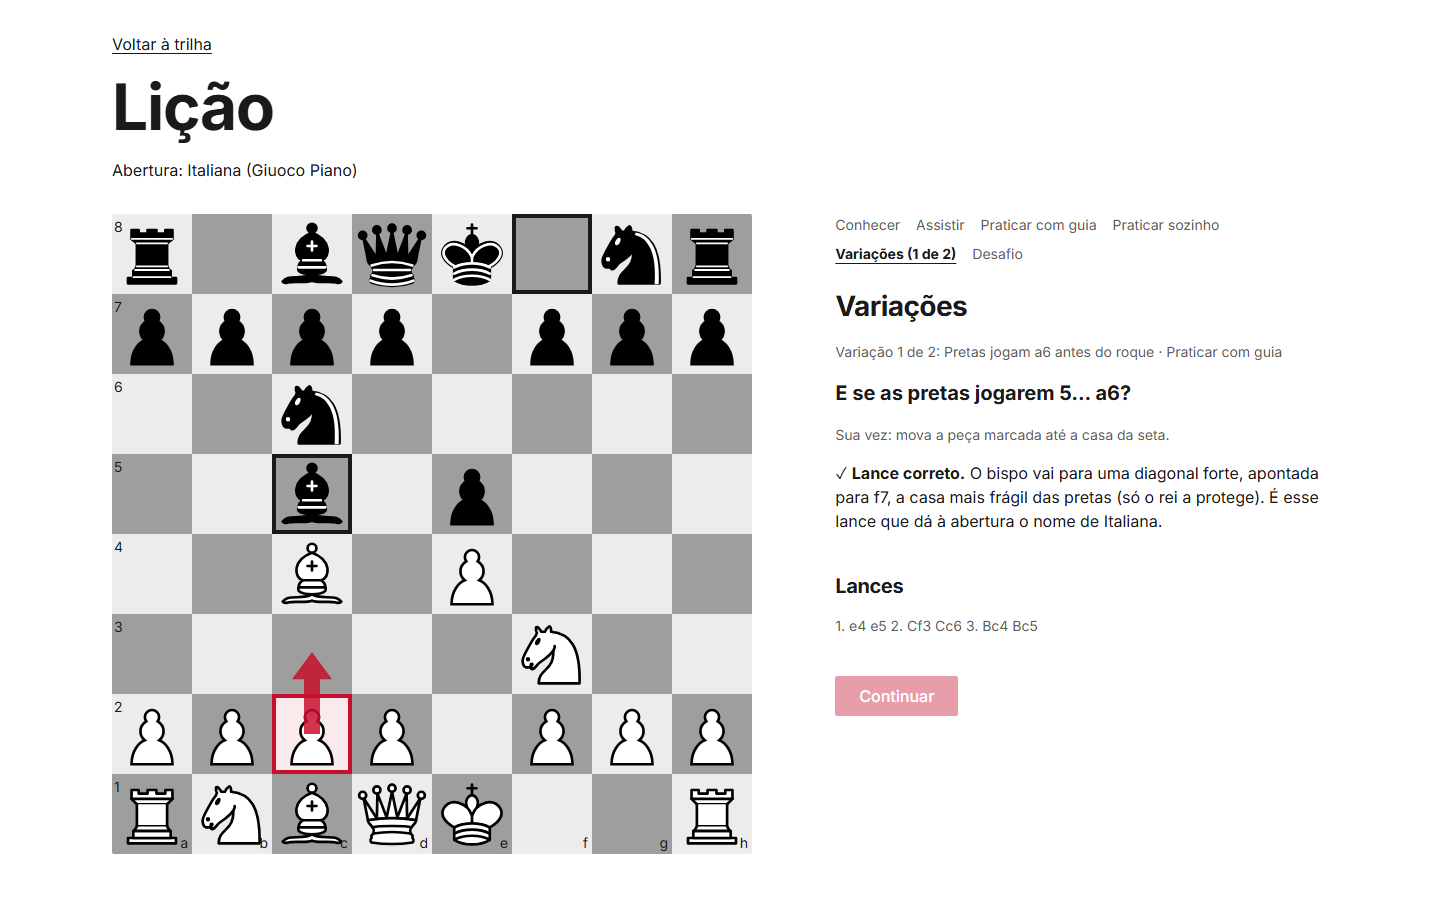 Voltar à trilha
Lição
Abertura: Italiana (Giuoco Piano)
8
7
6
5
4
3
2
1
a b c d e f g h
Conhecer Assistir Praticar com guia Praticar sozinho
Variações (1 de 2) Desafio
Variações
Variação 1 de 2: Pretas jogam a6 antes do roque · Praticar com guia
E se as pretas jogarem 5… a6?
Sua vez: mova a peça marcada até a casa da seta.
✓ Lance correto. O bispo vai para uma diagonal forte, apontada
para f7, a casa mais frágil das pretas (só o rei a protege). É esse
lance que dá à abertura o nome de Italiana.
Lances
1. e4 e5 2. Cf3 Cc6 3. Bc4 Bc5
Continuar